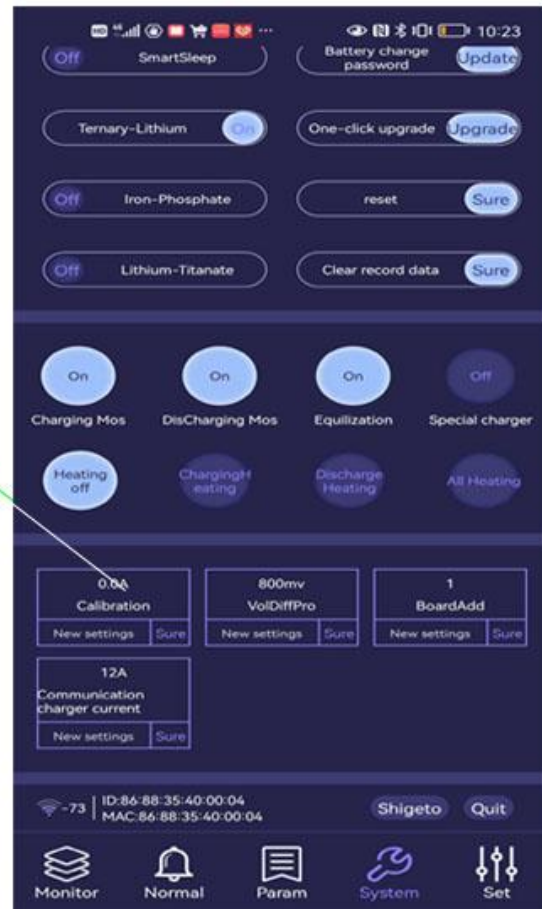 HD 10:23
Off SmartSleep
Battery change
password
Update
Ternary-Lithium On
One-click upgrade Upgrade
Off Iron-Phosphate
reset Sure
Off Lithium-Titanate
Clear record data Sure
On On On Off
Charging Mos DisCharging Mos Equilization Special charger
Heating
off
ChargingH
eating
Discharge
Heating
All Heating
0.0A
Calibration
New settings Sure
800mv
VolDiffPro
New settings Sure
1
BoardAdd
New settings Sure
12A
Communication
charger current
New settings Sure
-73
ID:86:88:35:40:00:04
MAC:86:88:35:40:00:04
Shigeto Quit
Monitor Normal Param System Set